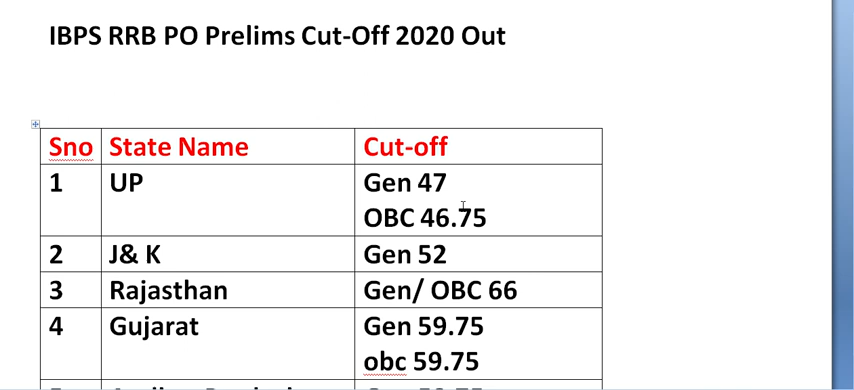 IBPS RRB PO Prelims Cut-Off 2020 Out
Sno State Name Cut-off
1 UP Gen 47
OBC 46.75
2 J& K Gen 52
3 Rajasthan Gen/ OBC 66
4 Gujarat Gen 59.75
obc 59.75